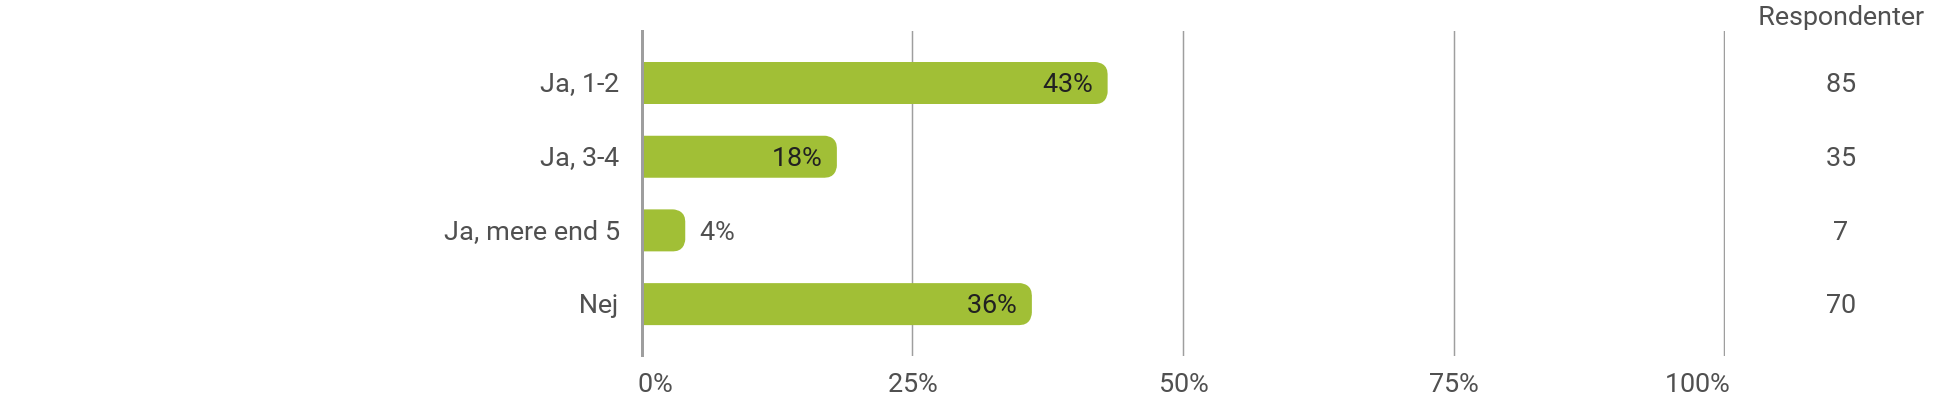 Respondenter
Ja, 1-2 43% 85
Ja, 3-4 18% 35
Ja, mere end 5 4% 7
Nej 36% 70
0% 25% 50% 75% 100%